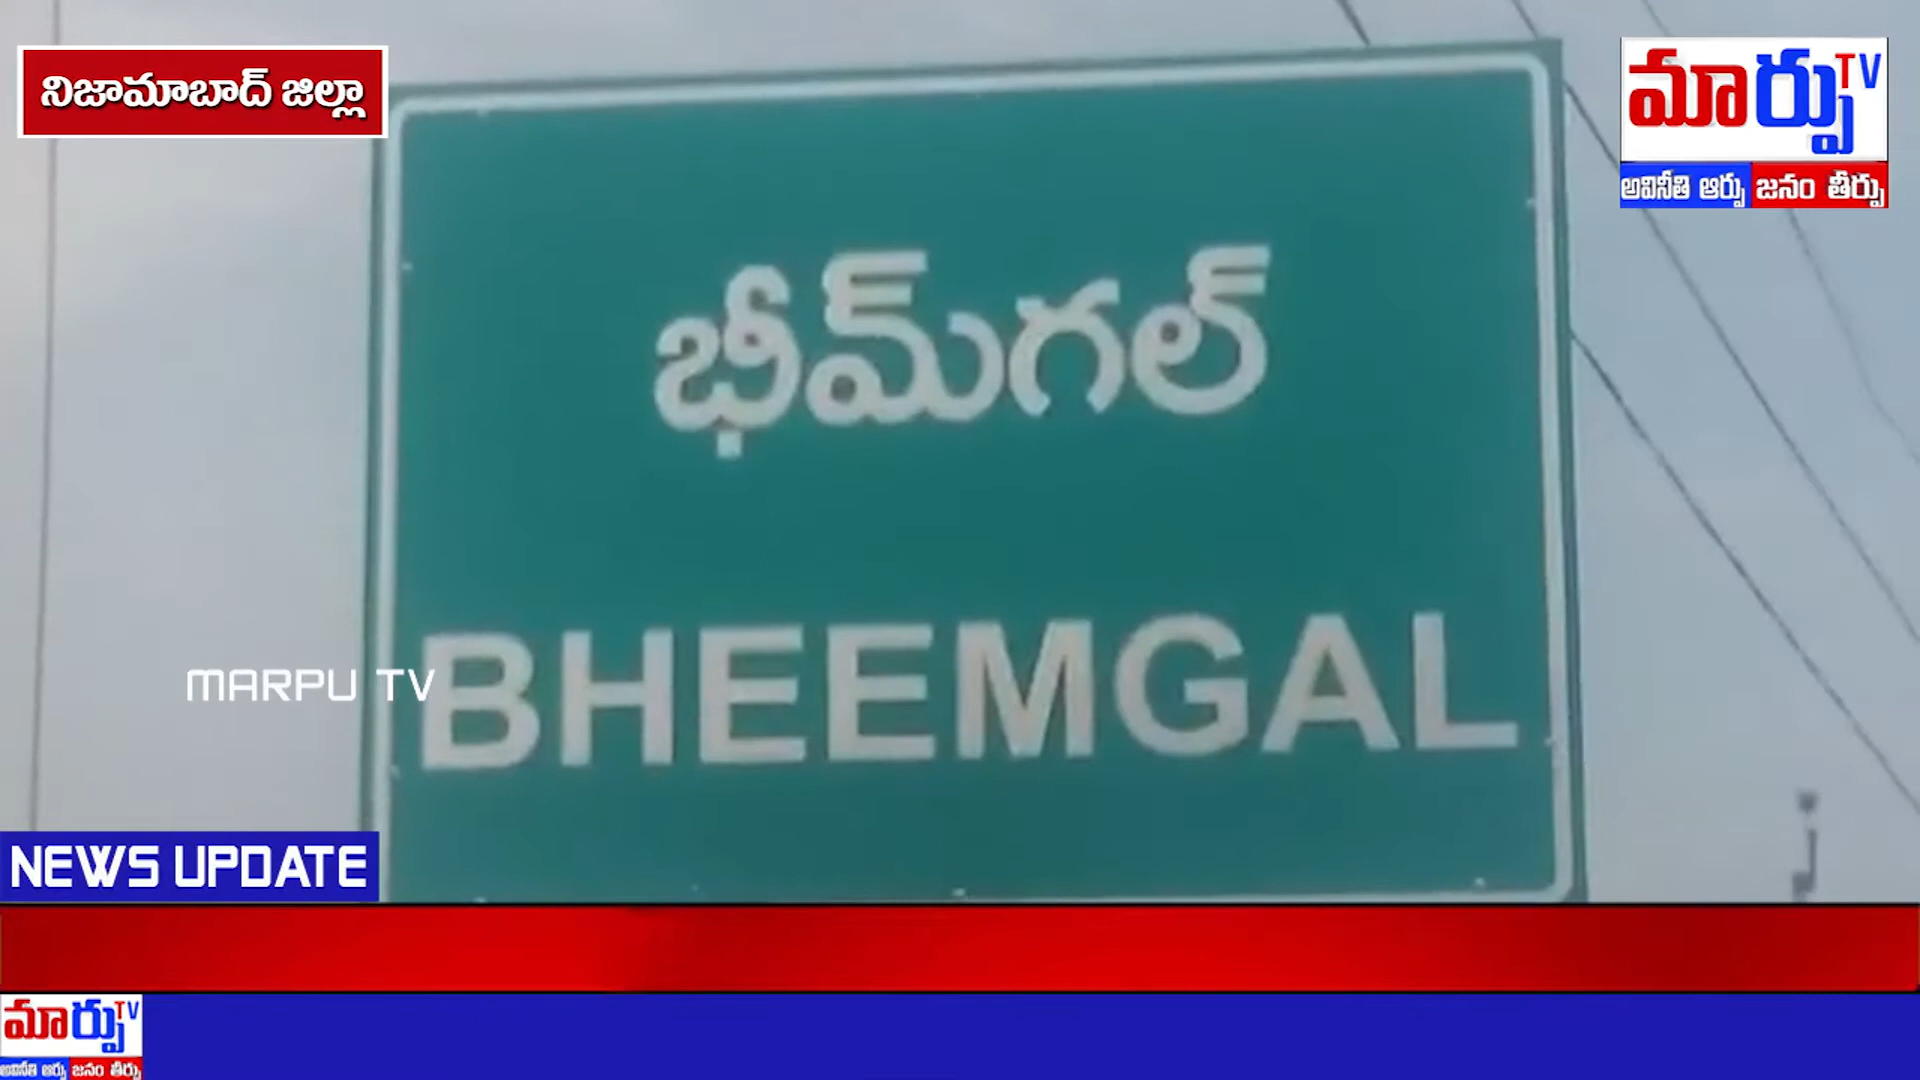 నిజామాబాద్ జిల్లా
మార్పు TV
అవినీతి ఆర్పు జనం తీర్పు
భీమ్‌గల్
BHEEMGAL
MARPU TV
NEWS UPDATE
మార్పు TV
అవినీతి ఆర్పు జనం తీర్పు